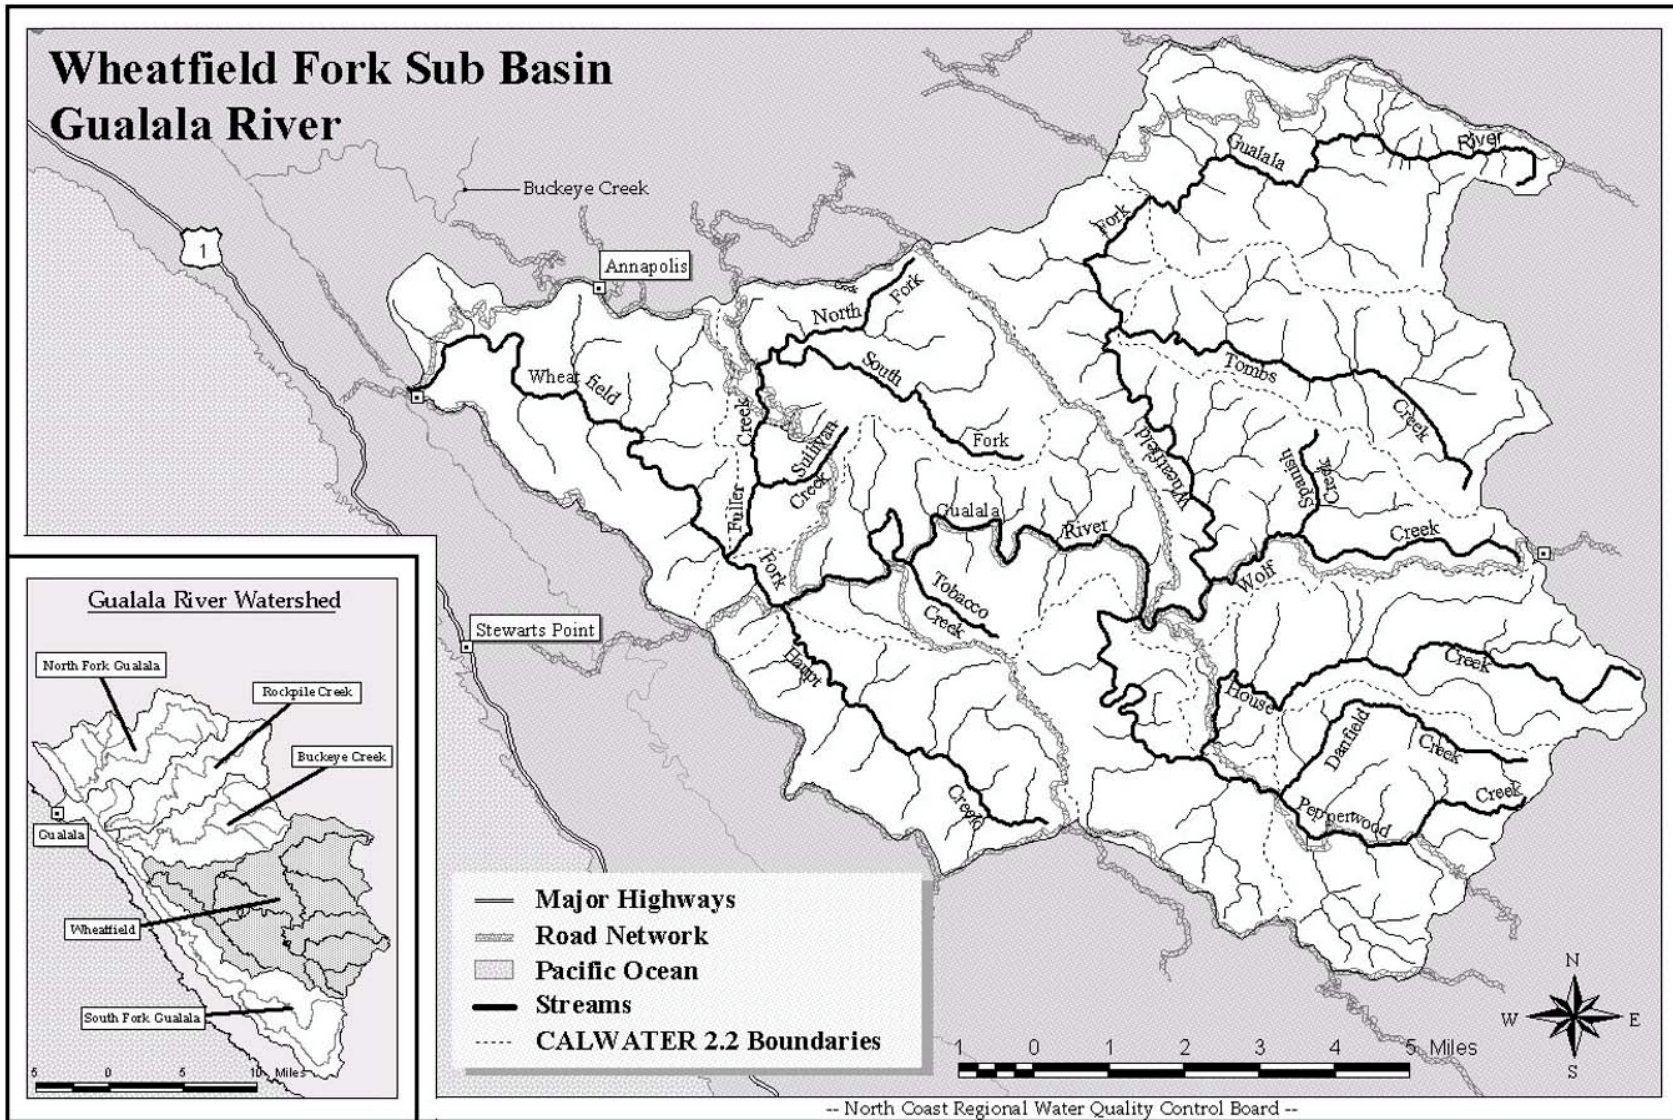 Wheatfield Fork Sub Basin
Gualala River
1
Buckeye Creek
Annapolis
Stewarts Point
Gualala
River
Fork
Wheatfield
Tombs
Creek
Spanish
Creek
Wolf
Creek
North
Fork
South
Fork
Wheat field
Fuller
Creek
Sullivan
Creek
Fork
Gualala
River
Tobacco
Creek
Haupt
Creek
House
Creek
Danfield
Creek
Pepperwood
Creek
Gualala River Watershed
North Fork Gualala
Rockpile Creek
Buckeye Creek
Gualala
Wheatfield
South Fork Gualala
5 0 5 10 Miles
Major Highways
Road Network
Pacific Ocean
Streams
CALWATER 2.2 Boundaries
1 0 1 2 3 4 5 Miles
N
W E
S
-- North Coast Regional Water Quality Control Board --